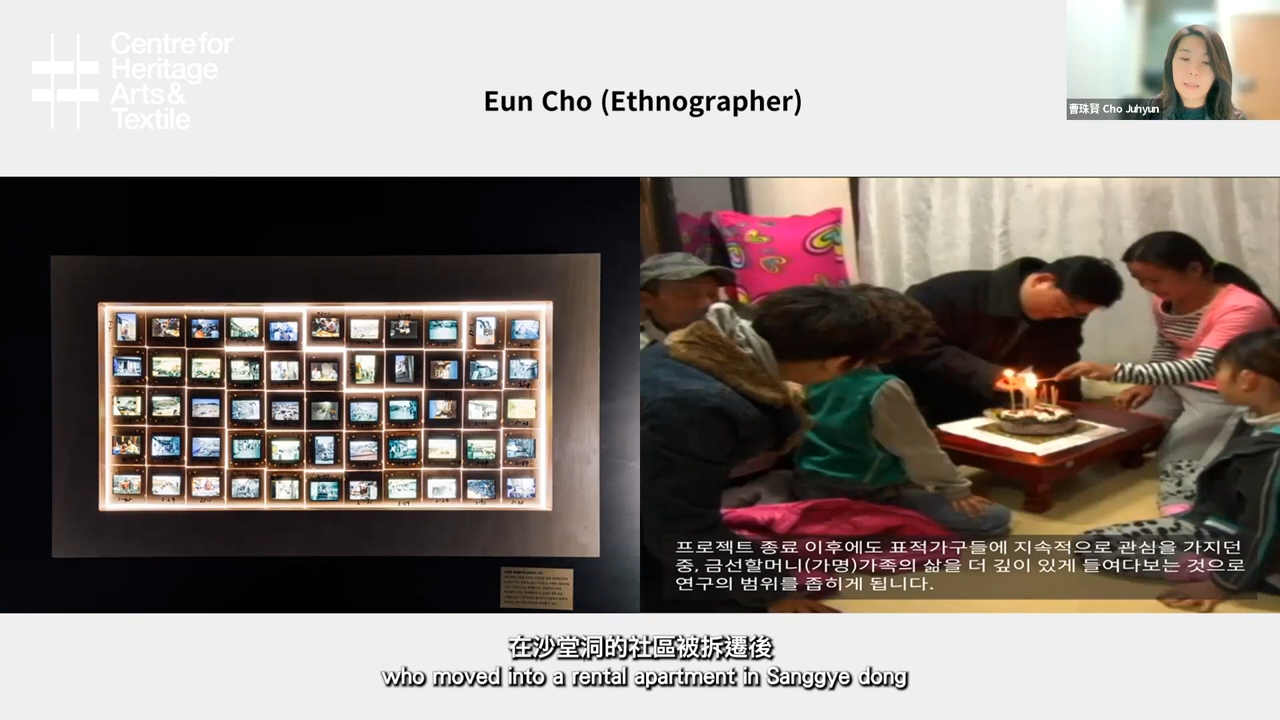 Centre for
Heritage
Arts &
Textile
Eun Cho (Ethnographer)
曹珠賢 Cho Juhyun
프로젝트 종료 이후에도 표적가구들에 지속적으로 관심을 가지던
중, 금선할머니(가명)가족의 삶을 더 깊이 있게 들여다보는 것으로
연구의 범위를 좁히게 됩니다.
在沙堂洞的社區被拆遷後
who moved into a rental apartment in Sanggye dong